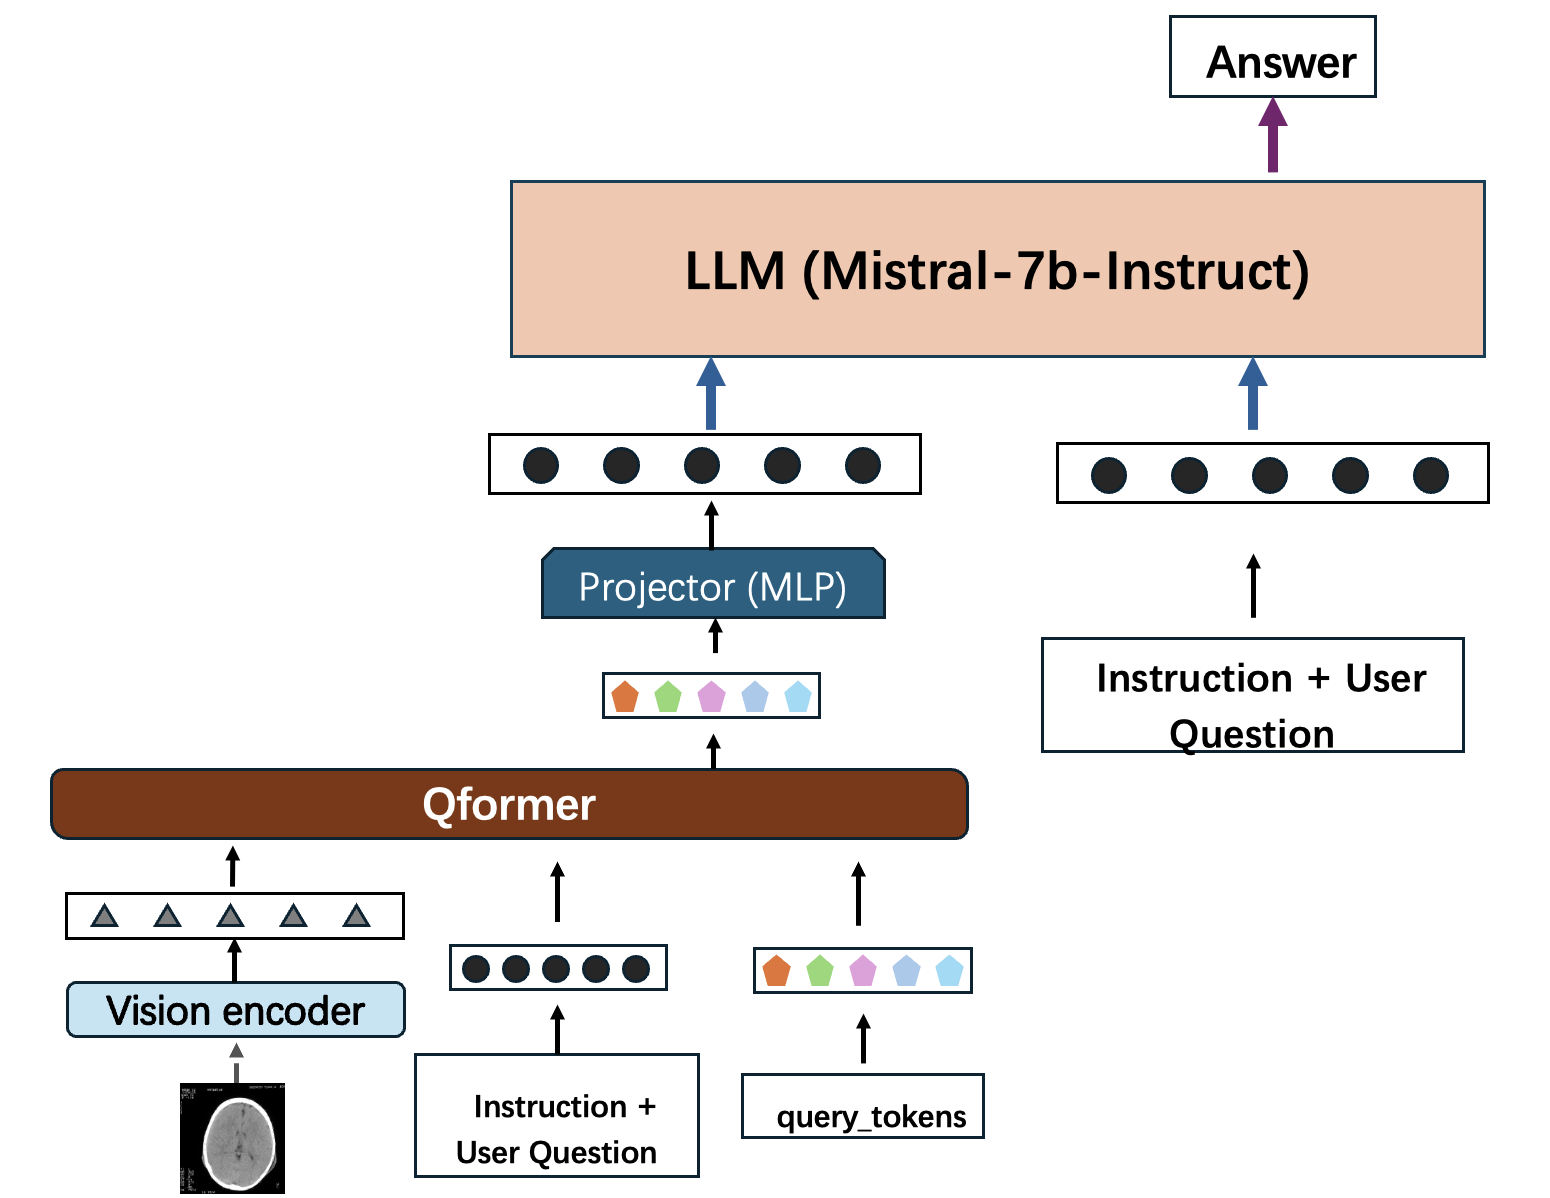 Answer
LLM (Mistral-7b-Instruct)
Projector (MLP)
Instruction + User
Question
Qformer
Vision encoder
Instruction +
User Question
query_tokens